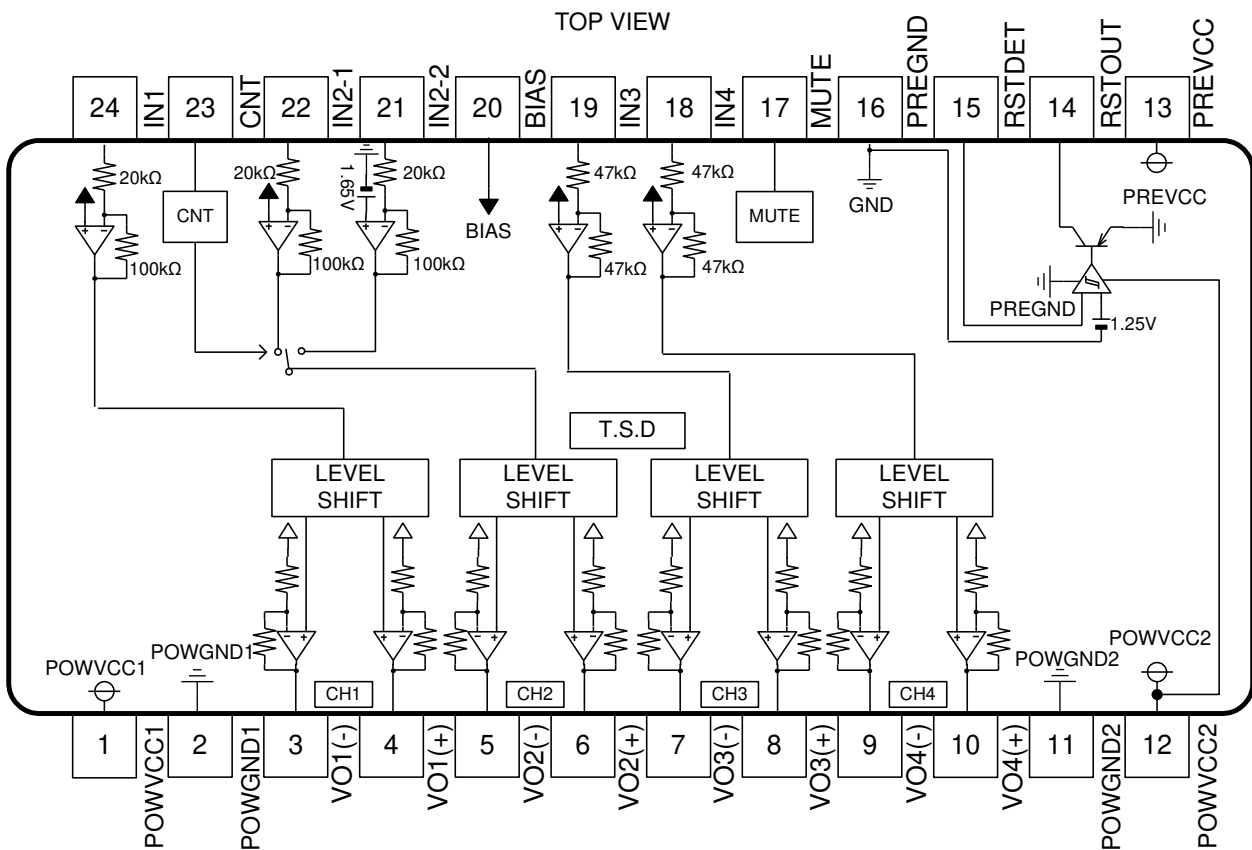 TOP VIEW
24
IN1
23
CNT
22
IN2-1
21
IN2-2
20
BIAS
19
IN3
18
IN4
17
MUTE
16
PREGND
15
RSTDET
14
RSTOUT
13
PREVCC
20kΩ
20kΩ
1.65V
20kΩ
47kΩ
47kΩ
CNT
MUTE
GND
PREVCC
BIAS
+ -
+ -
+ -
+ -
+ -
100kΩ
100kΩ
100kΩ
47kΩ
47kΩ
PREGND
1.25V
T.S.D
LEVEL
SHIFT
LEVEL
SHIFT
LEVEL
SHIFT
LEVEL
SHIFT
- +
+ -
- +
+ -
- +
+ -
- +
+ -
POWVCC1
POWGND1
CH1
CH2
CH3
CH4
POWGND2
POWVCC2
1
POWVCC1
2
POWGND1
3
VO1(-)
4
VO1(+)
5
VO2(-)
6
VO2(+)
7
VO3(-)
8
VO3(+)
9
VO4(-)
10
VO4(+)
11
POWGND2
12
POWVCC2